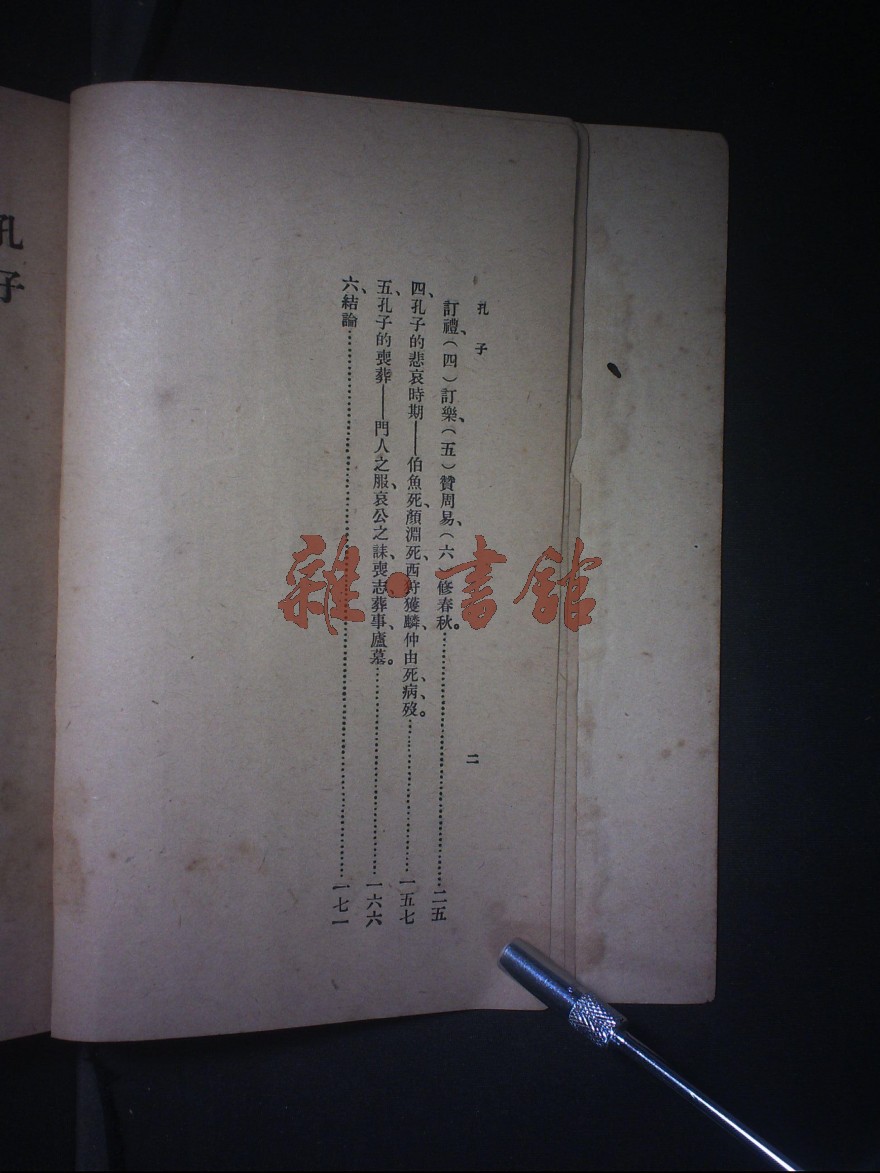 孔子
二
訂禮、(四)訂樂、(五)贊周易、(六)修春秋。…………二五
四、孔子的悲哀時期——伯魚死、顏淵死、西狩獲麟、仲由死、病、歿。…………一五七
五、孔子的喪葬——門人之服、哀公之誄、喪志、葬事、廬墓。…………一六六
六、結論…………一七一
孔子
雜·書館